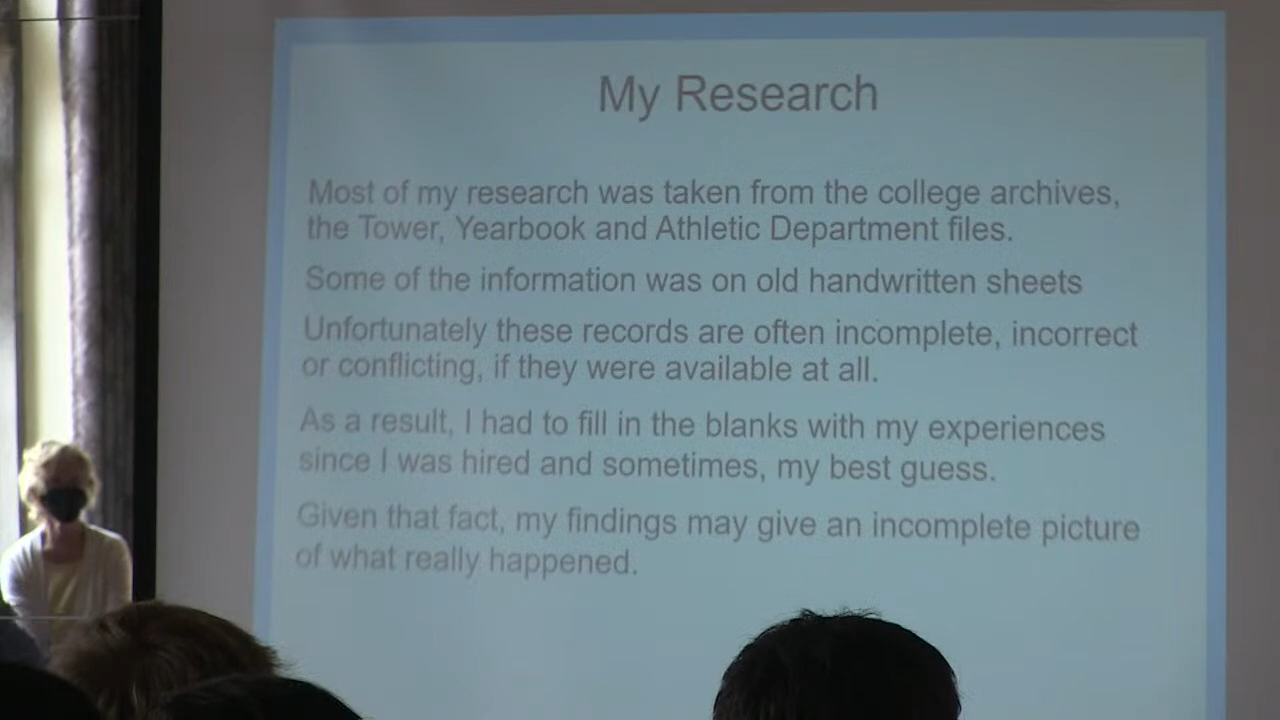 My Research
Most of my research was taken from the college archives,
the Tower, Yearbook and Athletic Department files.
Some of the information was on old handwritten sheets
Unfortunately these records are often incomplete, incorrect
or conflicting, if they were available at all.
As a result, I had to fill in the blanks with my experiences
since I was hired and sometimes, my best guess.
Given that fact, my findings may give an incomplete picture
of what really happened.